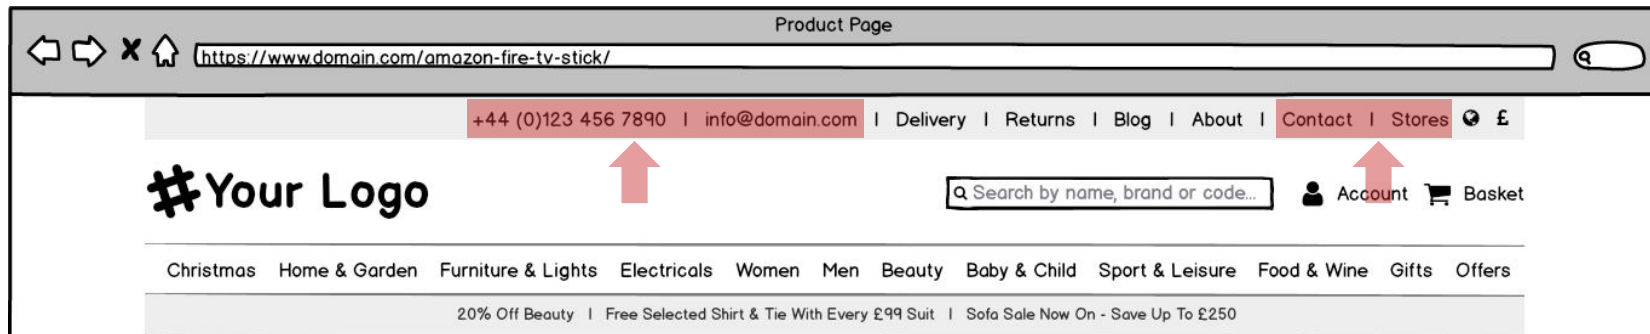 Product Page
https://www.domain.com/amazon-fire-tv-stick/
+44 (0)123 456 7890 | info@domain.com | Delivery | Returns | Blog | About | Contact | Stores £
#Your Logo
Search by name, brand or code... Account Basket
Christmas Home & Garden Furniture & Lights Electricals Women Men Beauty Baby & Child Sport & Leisure Food & Wine Gifts Offers
20% Off Beauty | Free Selected Shirt & Tie With Every £99 Suit | Sofa Sale Now On - Save Up To £250